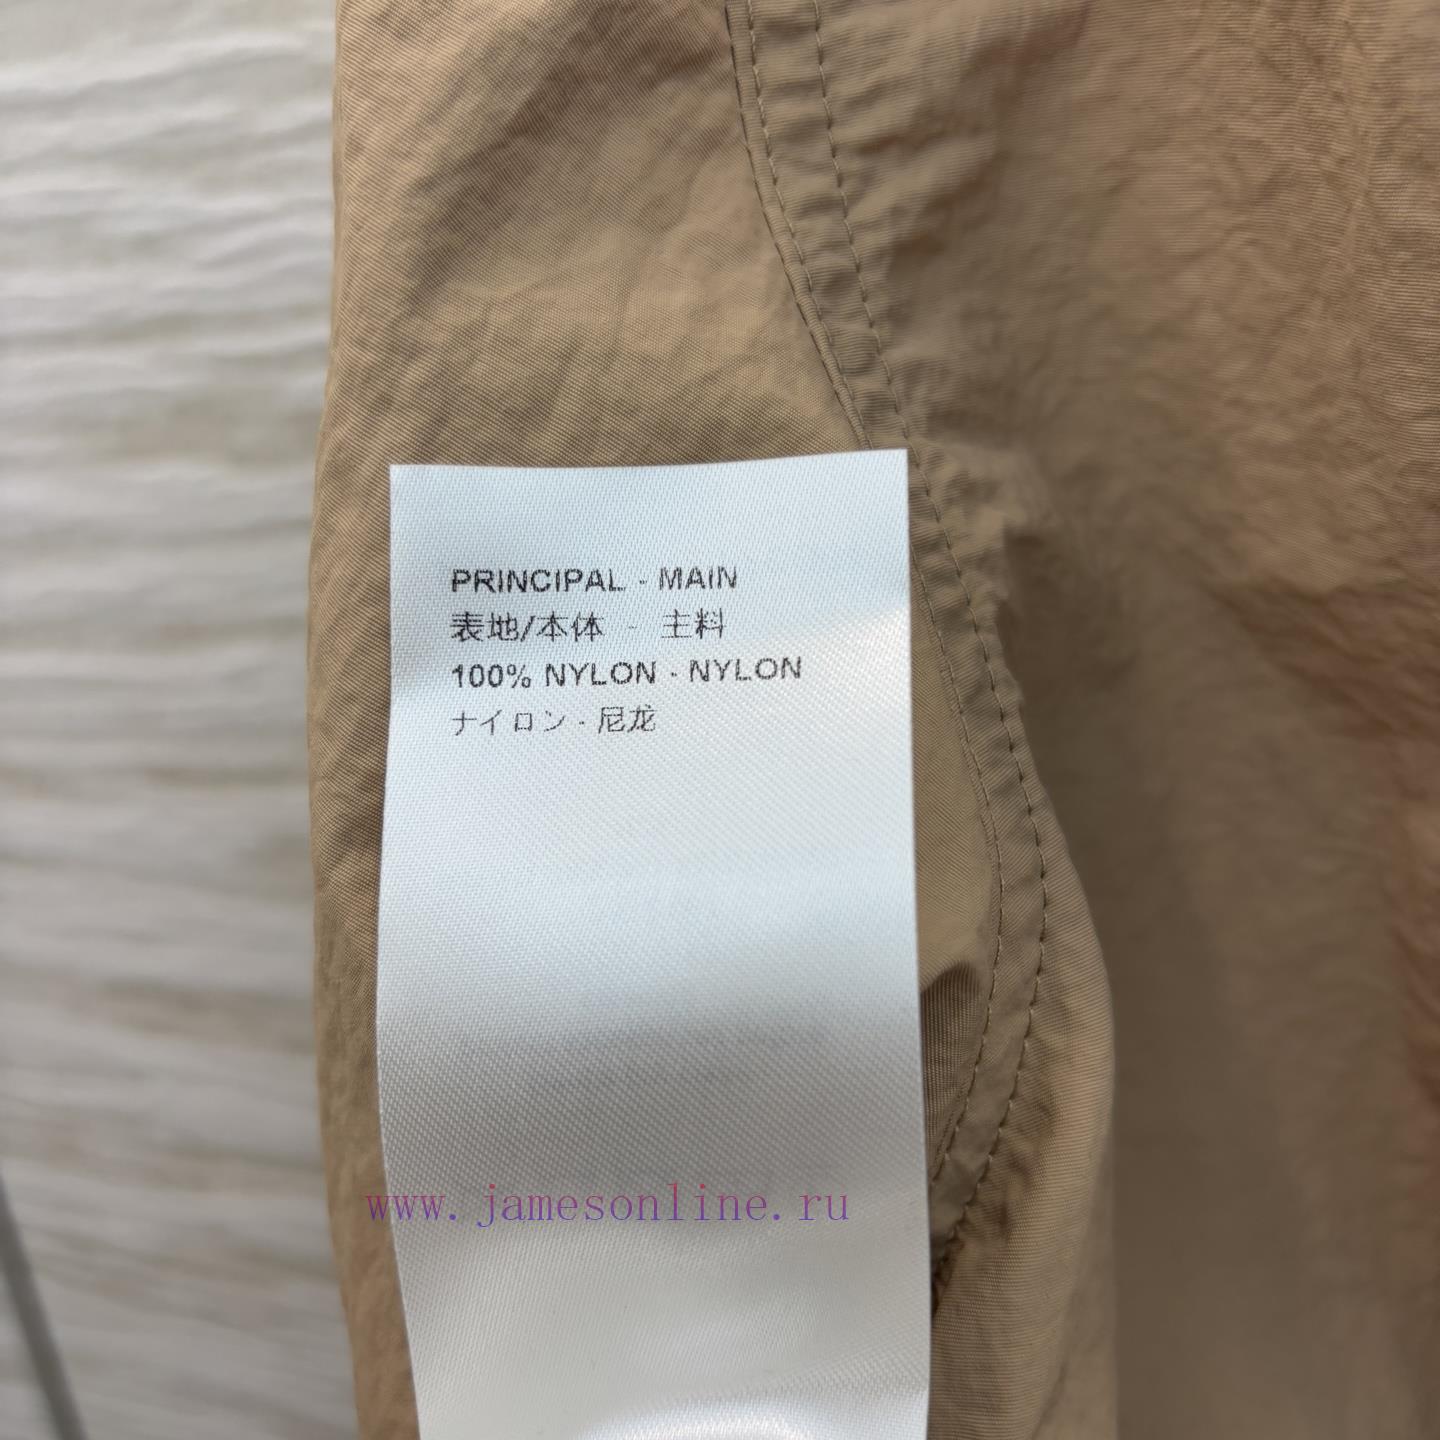 PRINCIPAL - MAIN
表地/本体 - 主料
100% NYLON - NYLON
ナイロン - 尼龙
www.jamesonline.ru